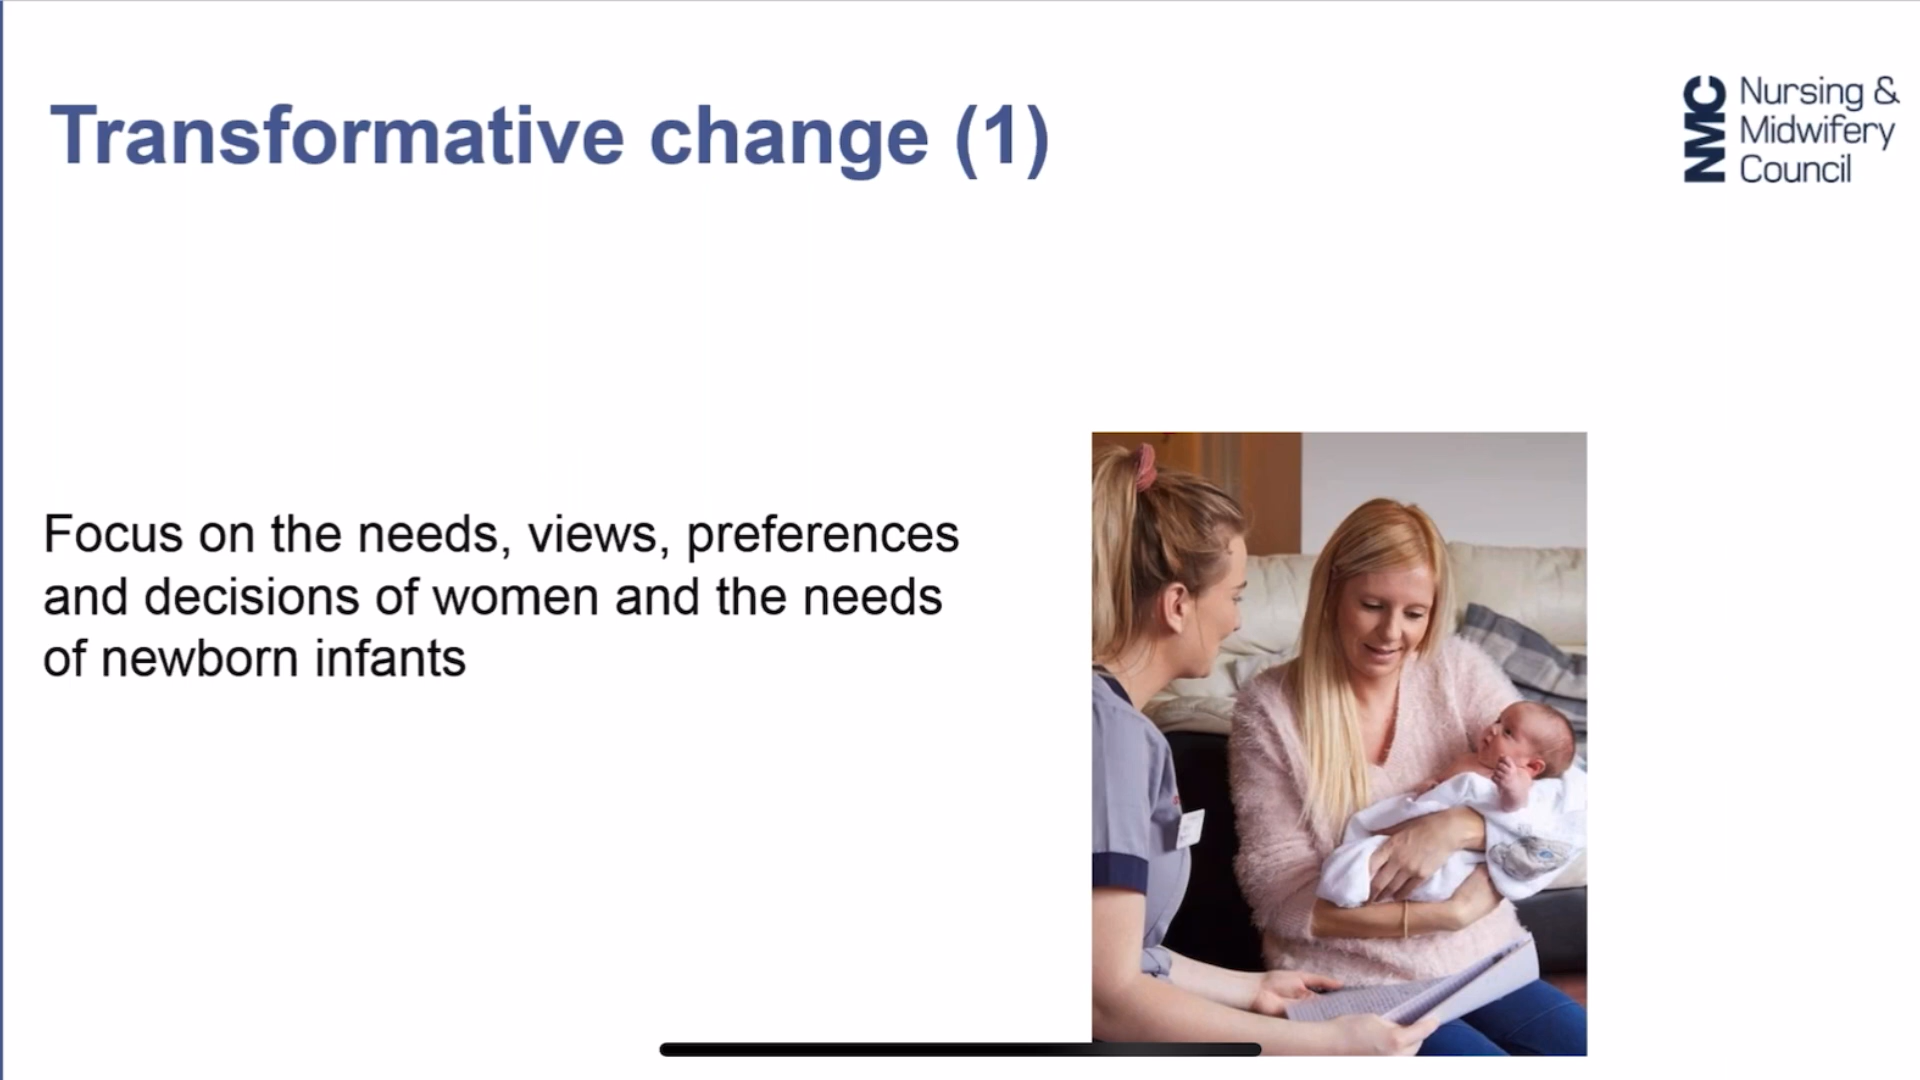 Transformative change (1)
NMC
Nursing &
Midwifery
Council
Focus on the needs, views, preferences
and decisions of women and the needs
of newborn infants